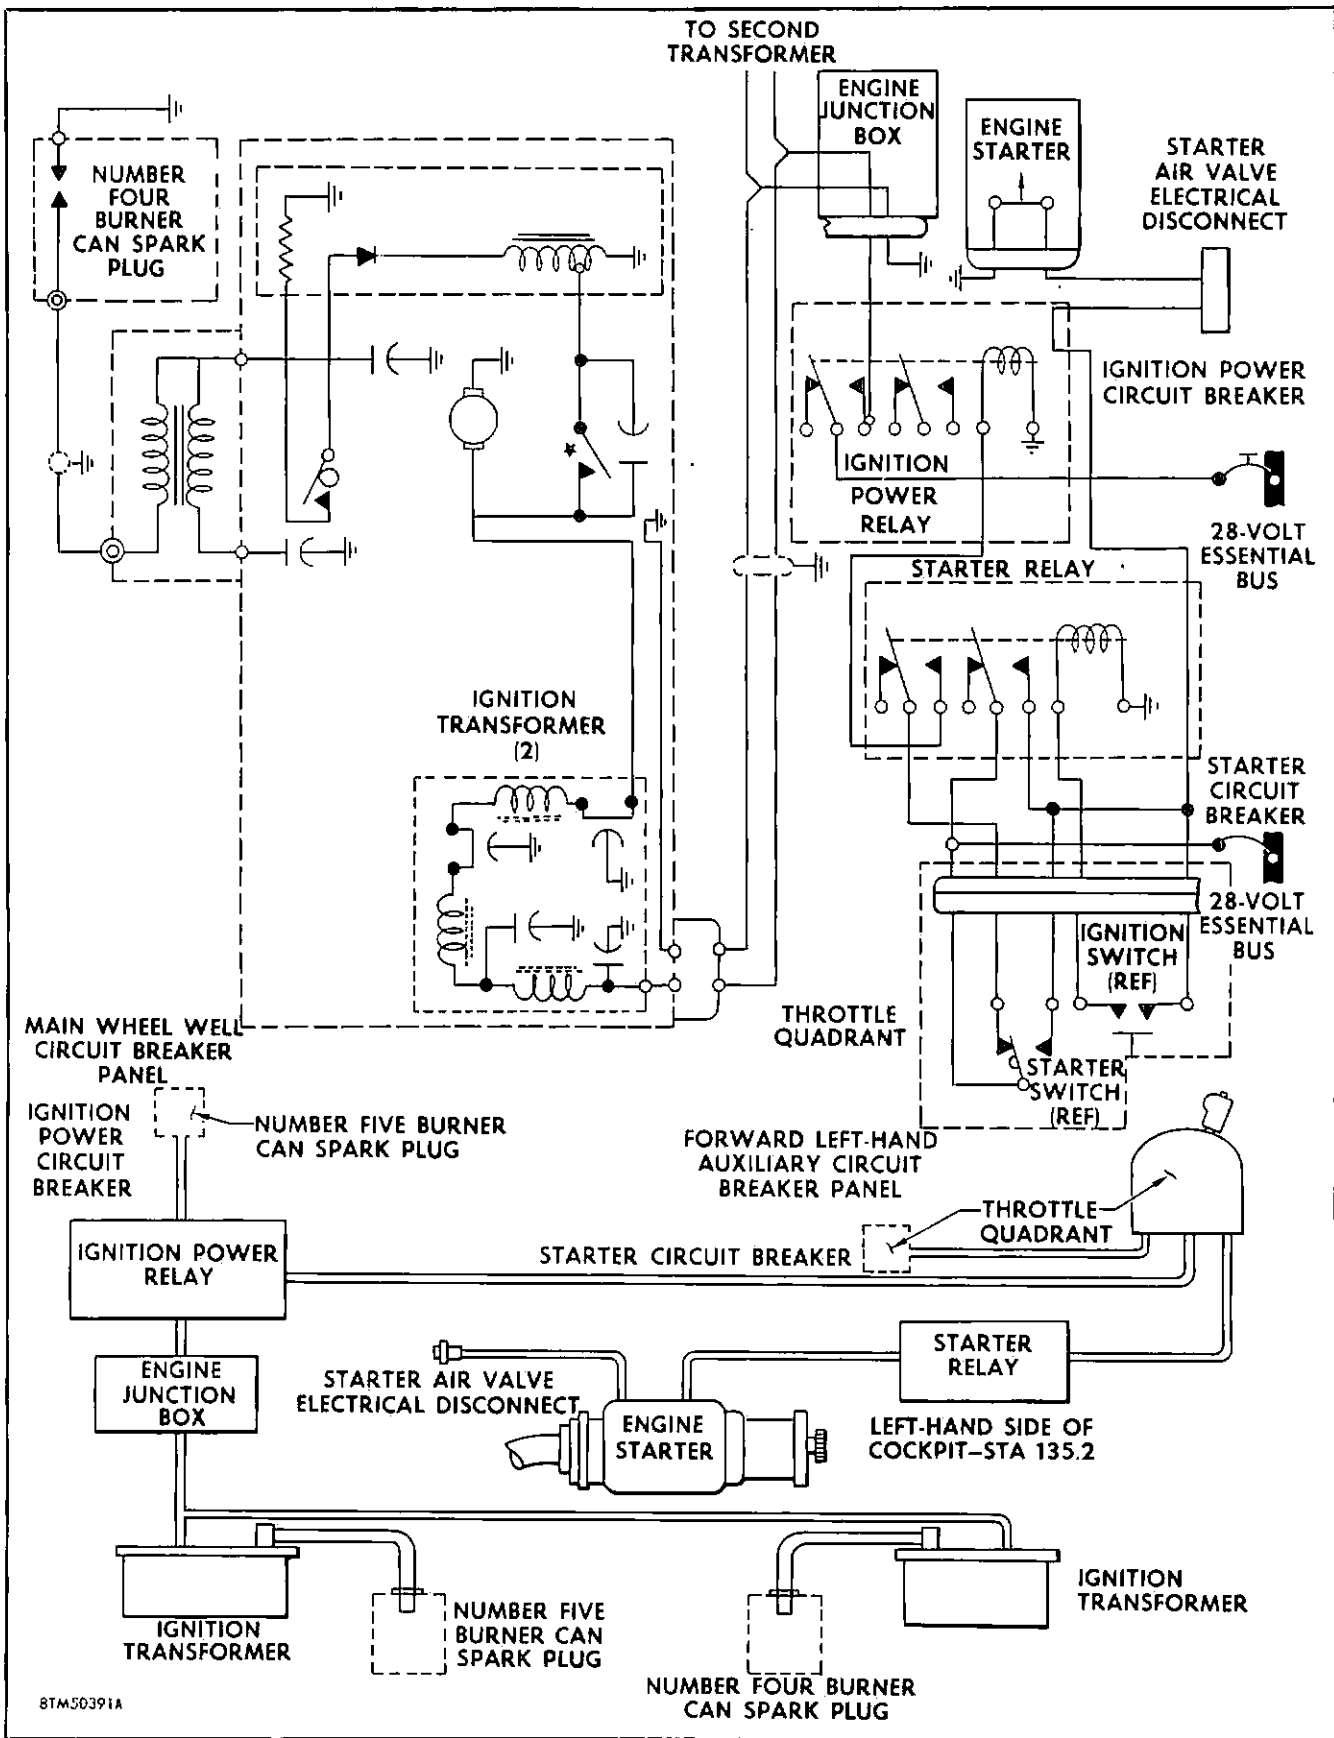 TO SECOND
TRANSFORMER
ENGINE
JUNCTION
BOX
ENGINE
STARTER
STARTER
AIR VALVE
ELECTRICAL
DISCONNECT
NUMBER
FOUR
BURNER
CAN SPARK
PLUG
IGNITION POWER
CIRCUIT BREAKER
IGNITION
POWER
RELAY
28-VOLT
ESSENTIAL
BUS
STARTER RELAY
IGNITION
TRANSFORMER
(2)
STARTER
CIRCUIT
BREAKER
28-VOLT
ESSENTIAL
BUS
IGNITION
SWITCH
(REF)
THROTTLE
QUADRANT
STARTER
SWITCH
(REF)
MAIN WHEEL WELL
CIRCUIT BREAKER
PANEL
IGNITION
POWER
CIRCUIT
BREAKER
NUMBER FIVE BURNER
CAN SPARK PLUG
FORWARD LEFT-HAND
AUXILIARY CIRCUIT
BREAKER PANEL
THROTTLE
QUADRANT
STARTER CIRCUIT BREAKER
IGNITION POWER
RELAY
ENGINE
JUNCTION
BOX
STARTER AIR VALVE
ELECTRICAL DISCONNECT
ENGINE
STARTER
STARTER
RELAY
LEFT-HAND SIDE OF
COCKPIT-STA 135.2
IGNITION
TRANSFORMER
NUMBER FIVE
BURNER CAN
SPARK PLUG
NUMBER FOUR BURNER
CAN SPARK PLUG
IGNITION
TRANSFORMER
8TM50391A